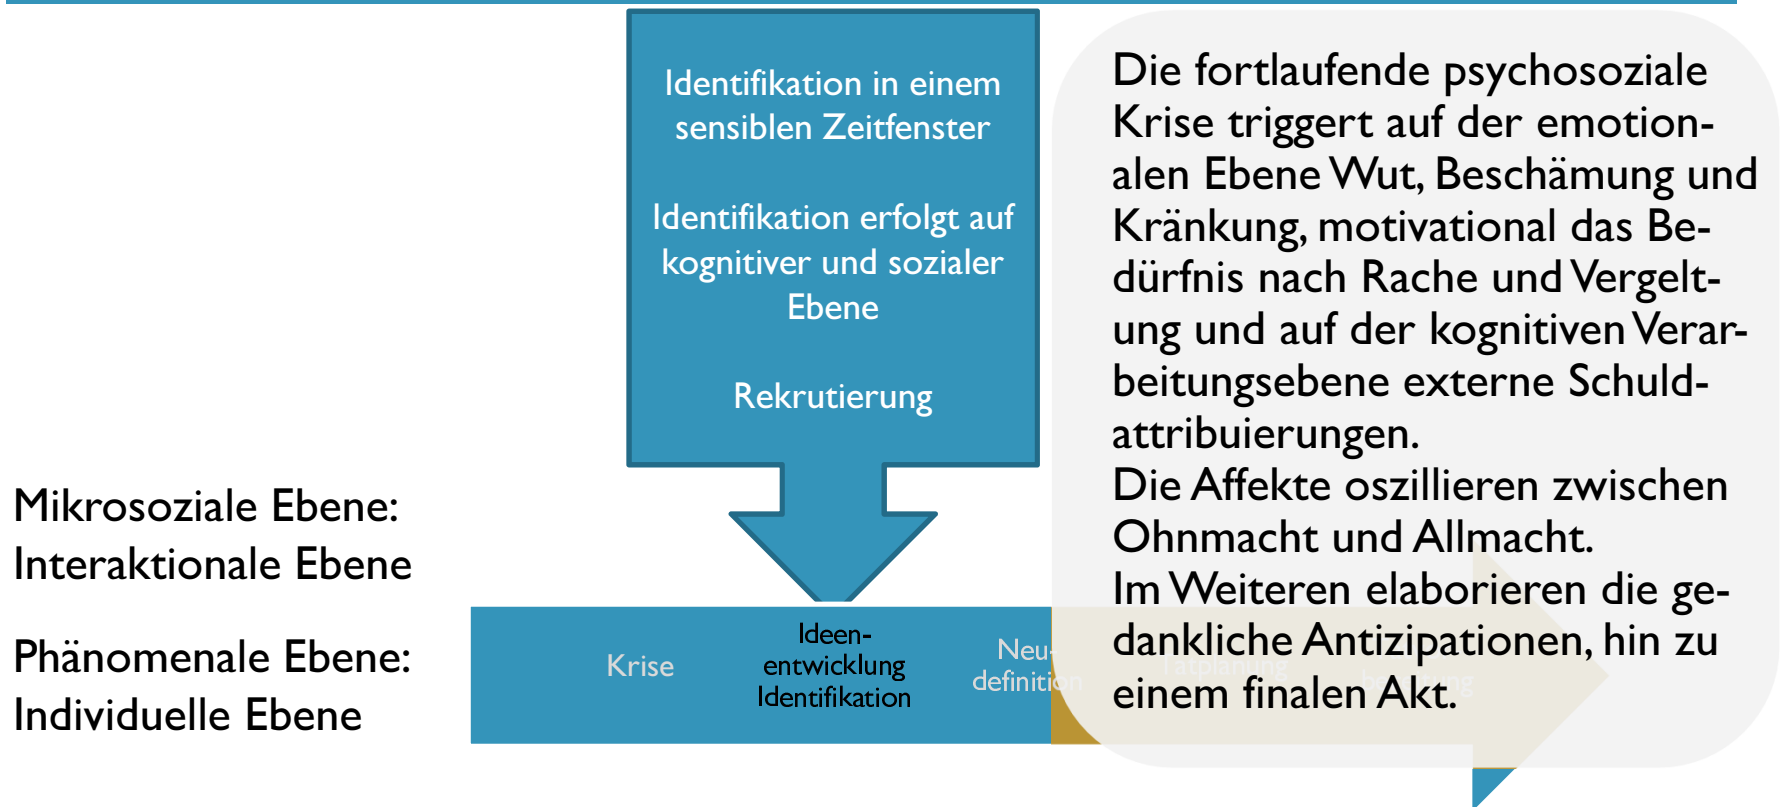 Identifikation in einem
sensiblen Zeitfenster
Identifikation erfolgt auf
kognitiver und sozialer
Ebene
Rekrutierung
Die fortlaufende psychosoziale
Krise triggert auf der emotion-
alen Ebene Wut, Beschämung und
Kränkung, motivational das Be-
dürfnis nach Rache und Vergelt-
ung und auf der kognitiven Verar-
beitungsebene externe Schuld-
attribuierungen.
Die Affekte oszillieren zwischen
Ohnmacht und Allmacht.
Im Weiteren elaborieren die ge-
dankliche Antizipationen, hin zu
einem finalen Akt.
Mikrosoziale Ebene:
Interaktionale Ebene
Phänomenale Ebene:
Individuelle Ebene
Krise
Ideen-
entwicklung
Identifikation
Neu-
definition
Tatplanung